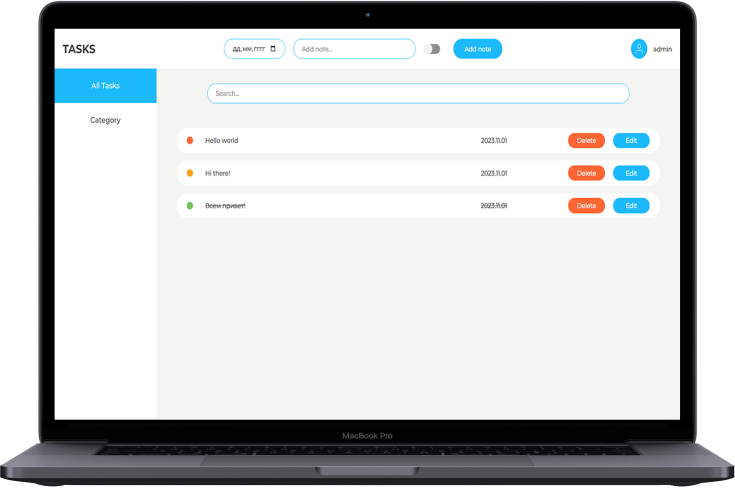 TASKS
дд.мм.гггг
Add note...
Add note
admin
All Tasks
Category
Search...
Hello world
2023.11.01
Delete
Edit
Hi there!
2023.11.01
Delete
Edit
Всем привет!
2023.11.01
Delete
Edit
MacBook Pro